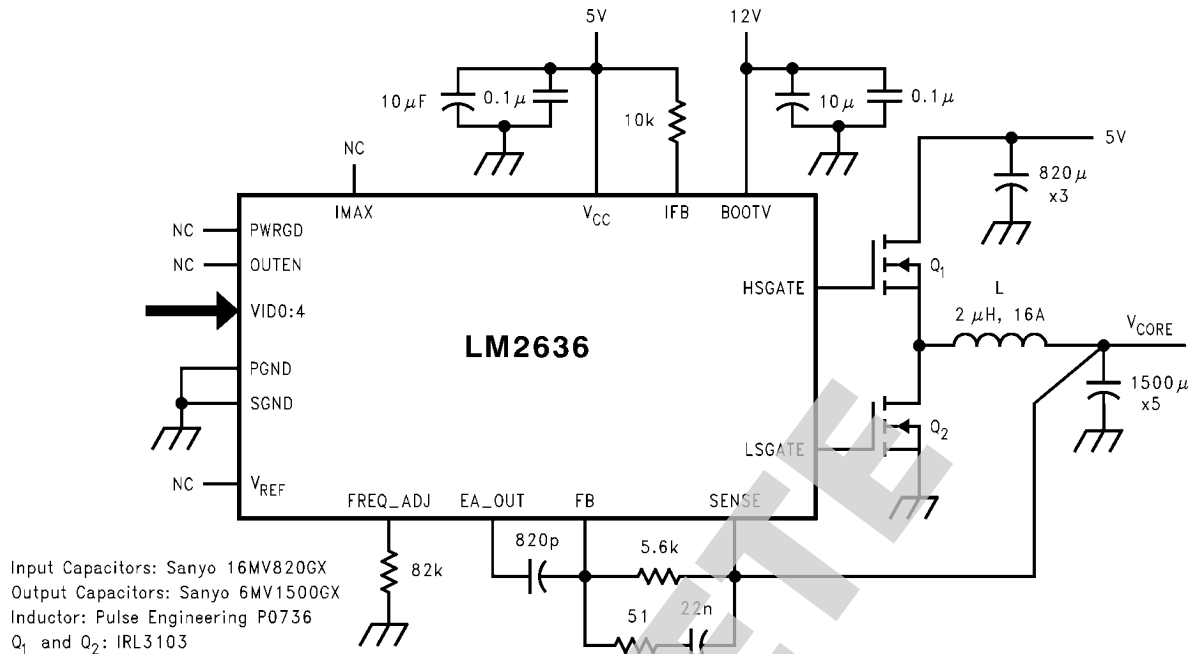 5V
12V
10μF
0.1μ
10k
10μ
0.1μ
5V
820μ
x3
NC
IMAX
V_CC
IFB
BOOTV
NC
PWRGD
NC
OUTEN
VID0:4
PGND
SGND
NC
V_REF
LM2636
HSGATE
LSGATE
Q₁
L
2 μH, 16A
V_CORE
1500μ
x5
Q₂
FREQ_ADJ
EA_OUT
FB
SENSE
820p
5.6k
82k
51
22n
Input Capacitors: Sanyo 16MV820GX
Output Capacitors: Sanyo 6MV1500GX
Inductor: Pulse Engineering P0736
Q₁ and Q₂: IRL3103